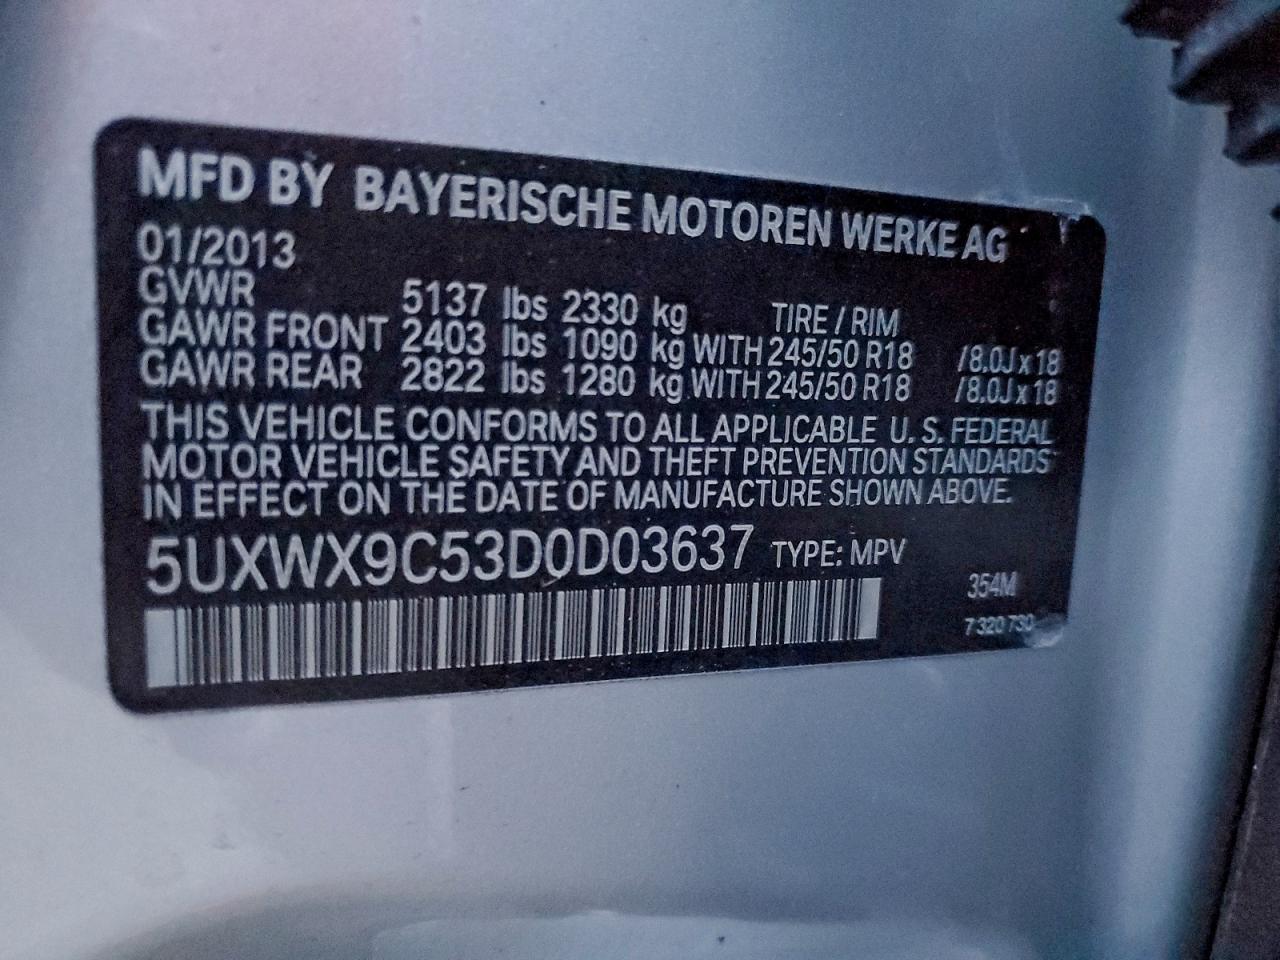 MFD BY BAYERISCHE MOTOREN WERKE AG
01/2013
GVWR 5137 lbs 2330 kg TIRE / RIM
GAWR FRONT 2403 lbs 1090 kg WITH 245/50 R18 /8.0J x 18
GAWR REAR 2822 lbs 1280 kg WITH 245/50 R18 /8.0J x 18
THIS VEHICLE CONFORMS TO ALL APPLICABLE U. S. FEDERAL
MOTOR VEHICLE SAFETY AND THEFT PREVENTION STANDARDS
IN EFFECT ON THE DATE OF MANUFACTURE SHOWN ABOVE.
5UXWX9C53D0D03637 TYPE: MPV
354M
7 320 730